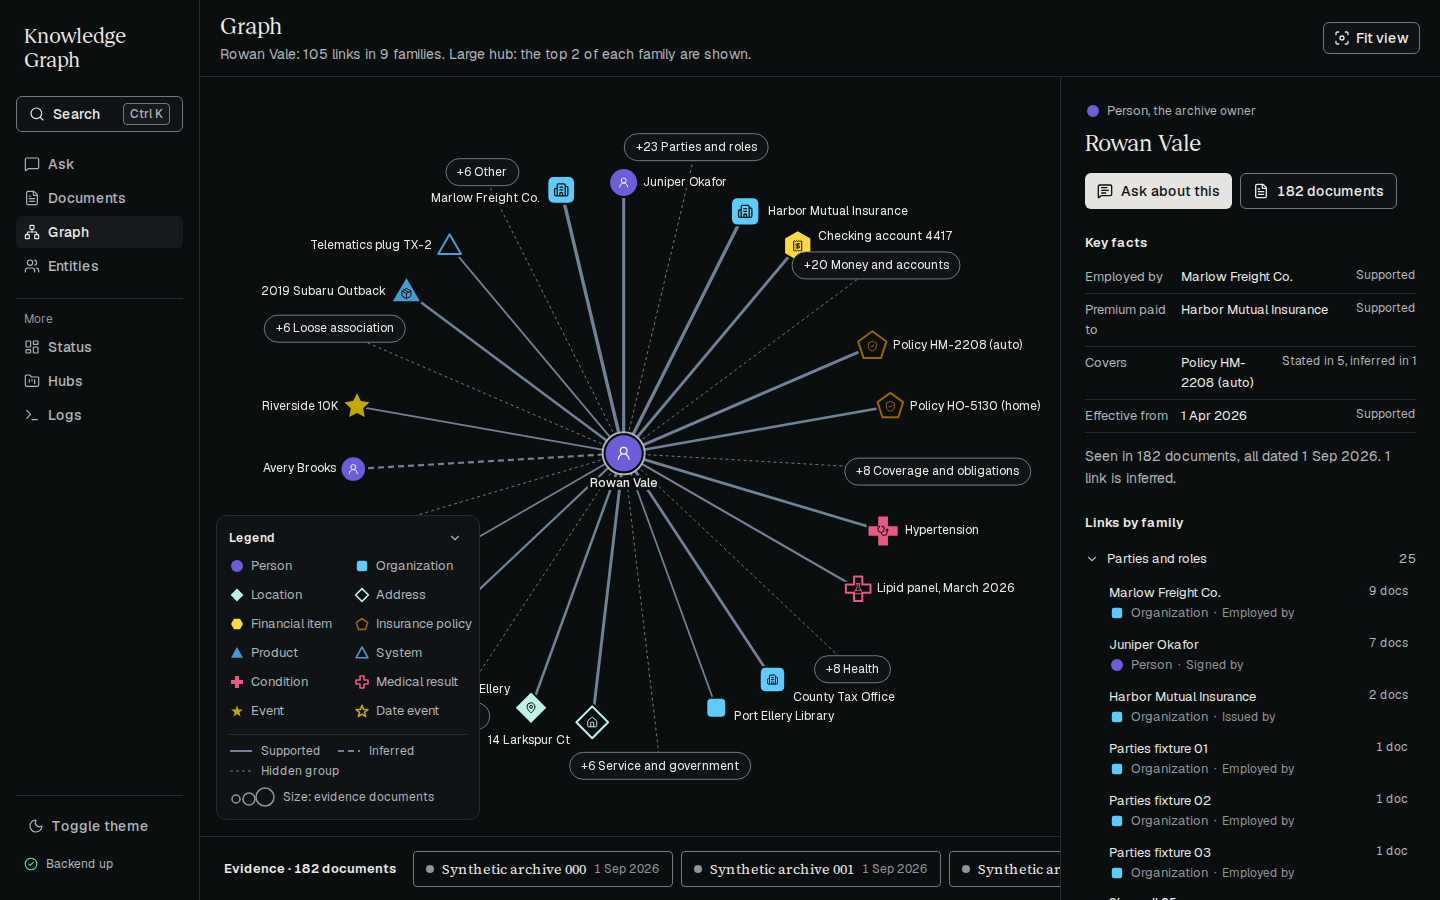 Knowledge
Graph
Search
Ctrl K
Ask
Documents
Graph
Entities
More
Status
Hubs
Logs
Toggle theme
Backend up
Graph
Rowan Vale: 105 links in 9 families. Large hub: the top 2 of each family are shown.
Fit view
+23 Parties and roles
+6 Other
Juniper Okafor
Marlow Freight Co.
Harbor Mutual Insurance
Checking account 4417
Telematics plug TX-2
+20 Money and accounts
2019 Subaru Outback
+6 Loose association
Policy HM-2208 (auto)
Riverside 10K
Policy HO-5130 (home)
Avery Brooks
+8 Coverage and obligations
Rowan Vale
Hypertension
Lipid panel, March 2026
+8 Health
Ellery
County Tax Office
Port Ellery Library
14 Larkspur Ct
+6 Service and government
Legend
Person
Organization
Location
Address
Financial item
Insurance policy
Product
System
Condition
Medical result
Event
Date event
Supported
Inferred
Hidden group
Size: evidence documents
Evidence · 182 documents
Synthetic archive 000 1 Sep 2026
Synthetic archive 001 1 Sep 2026
Synthetic ar
Person, the archive owner
Rowan Vale
Ask about this
182 documents
Key facts
Employed by Marlow Freight Co. Supported
Premium paid Harbor Mutual Insurance Supported
to
Covers Policy HM- Stated in 5, inferred in 1
2208 (auto)
Effective from 1 Apr 2026 Supported
Seen in 182 documents, all dated 1 Sep 2026. 1
link is inferred.
Links by family
Parties and roles 25
Marlow Freight Co. 9 docs
Organization · Employed by
Juniper Okafor 7 docs
Person · Signed by
Harbor Mutual Insurance 2 docs
Organization · Issued by
Parties fixture 01 1 doc
Organization · Employed by
Parties fixture 02 1 doc
Organization · Employed by
Parties fixture 03 1 doc
Organization · Employed by